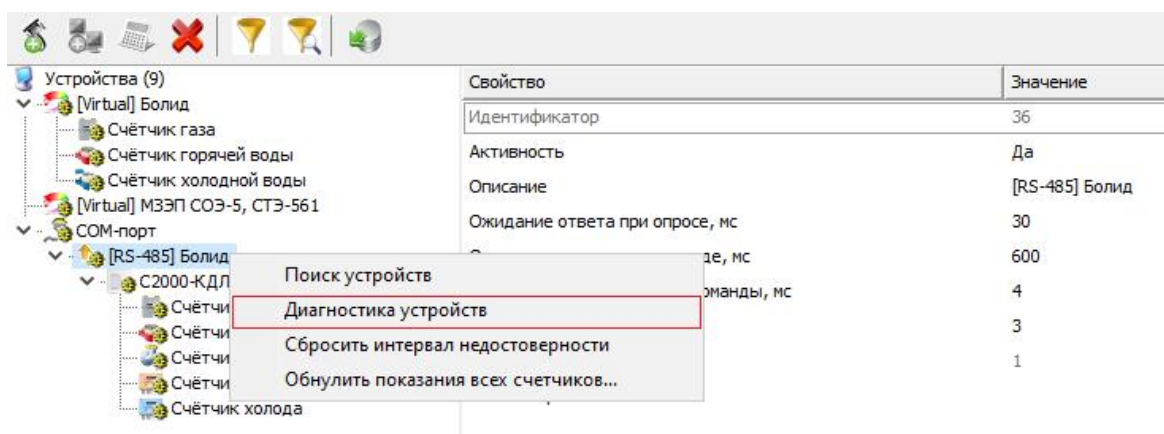 Устройства (9)
[Virtual] Болид
Счётчик газа
Счётчик горячей воды
Счётчик холодной воды
[Virtual] МЗЭП СОЭ-5, СТЭ-561
COM-порт
[RS-485] Болид
С2000-КДЛ
Счётчи
Счётчи
Счётчи
Счётчи
Счётчик холода
Поиск устройств
Диагностика устройств
Сбросить интервал недостоверности
Обнулить показания всех счетчиков...
Свойство Значение
Идентификатор 36
Активность Да
Описание [RS-485] Болид
Ожидание ответа при опросе, мс 30
де, мс 600
оманды, мс 4
3
1